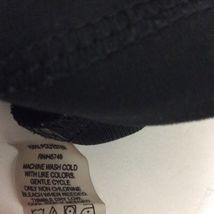 100% POLYESTER
RN#45749
MACHINE WASH COLD
WITH LIKE COLORS.
GENTLE CYCLE.
ONLY NON CHLORINE
BLEACH WHEN NEEDED.
TUMBLE DRY LOW.